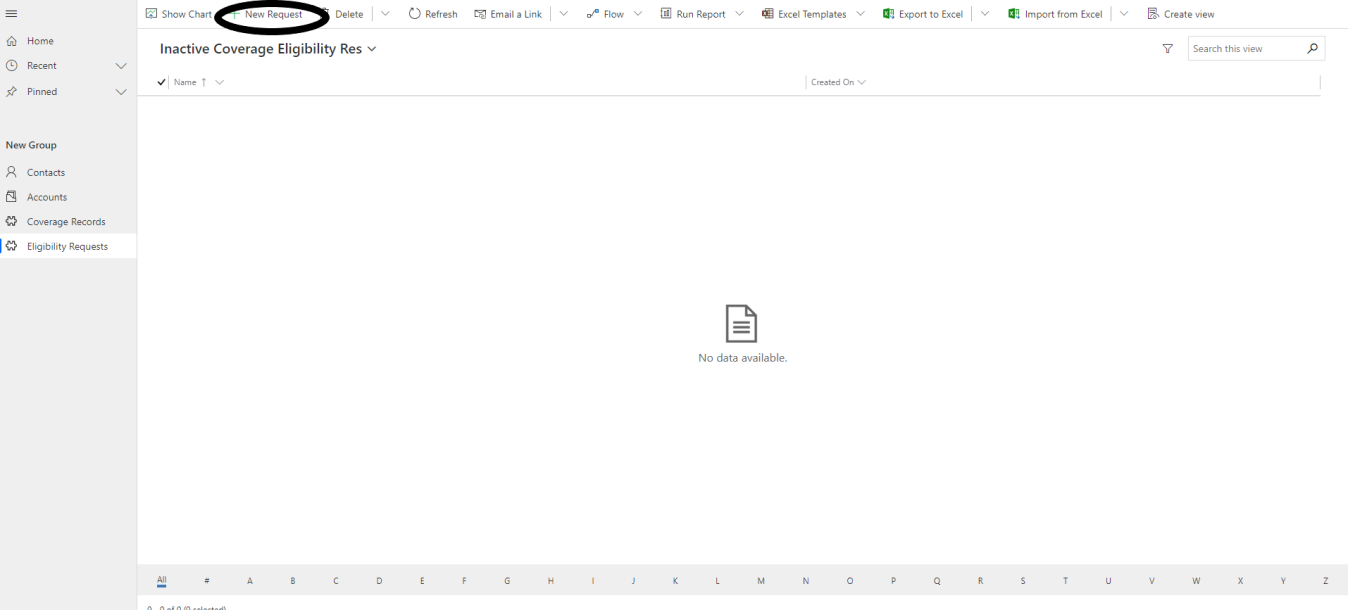 Show Chart New Request Delete Refresh Email a Link Flow Run Report Excel Templates Export to Excel Import from Excel Create view
Home
Recent
Pinned
New Group
Contacts
Accounts
Coverage Records
Eligibility Requests
Inactive Coverage Eligibility Res
Search this view
Name Created On
No data available.
All # A B C D E F G H I J K L M N O P Q R S T U V W X Y Z
0 - 0 of 0 (0 selected)